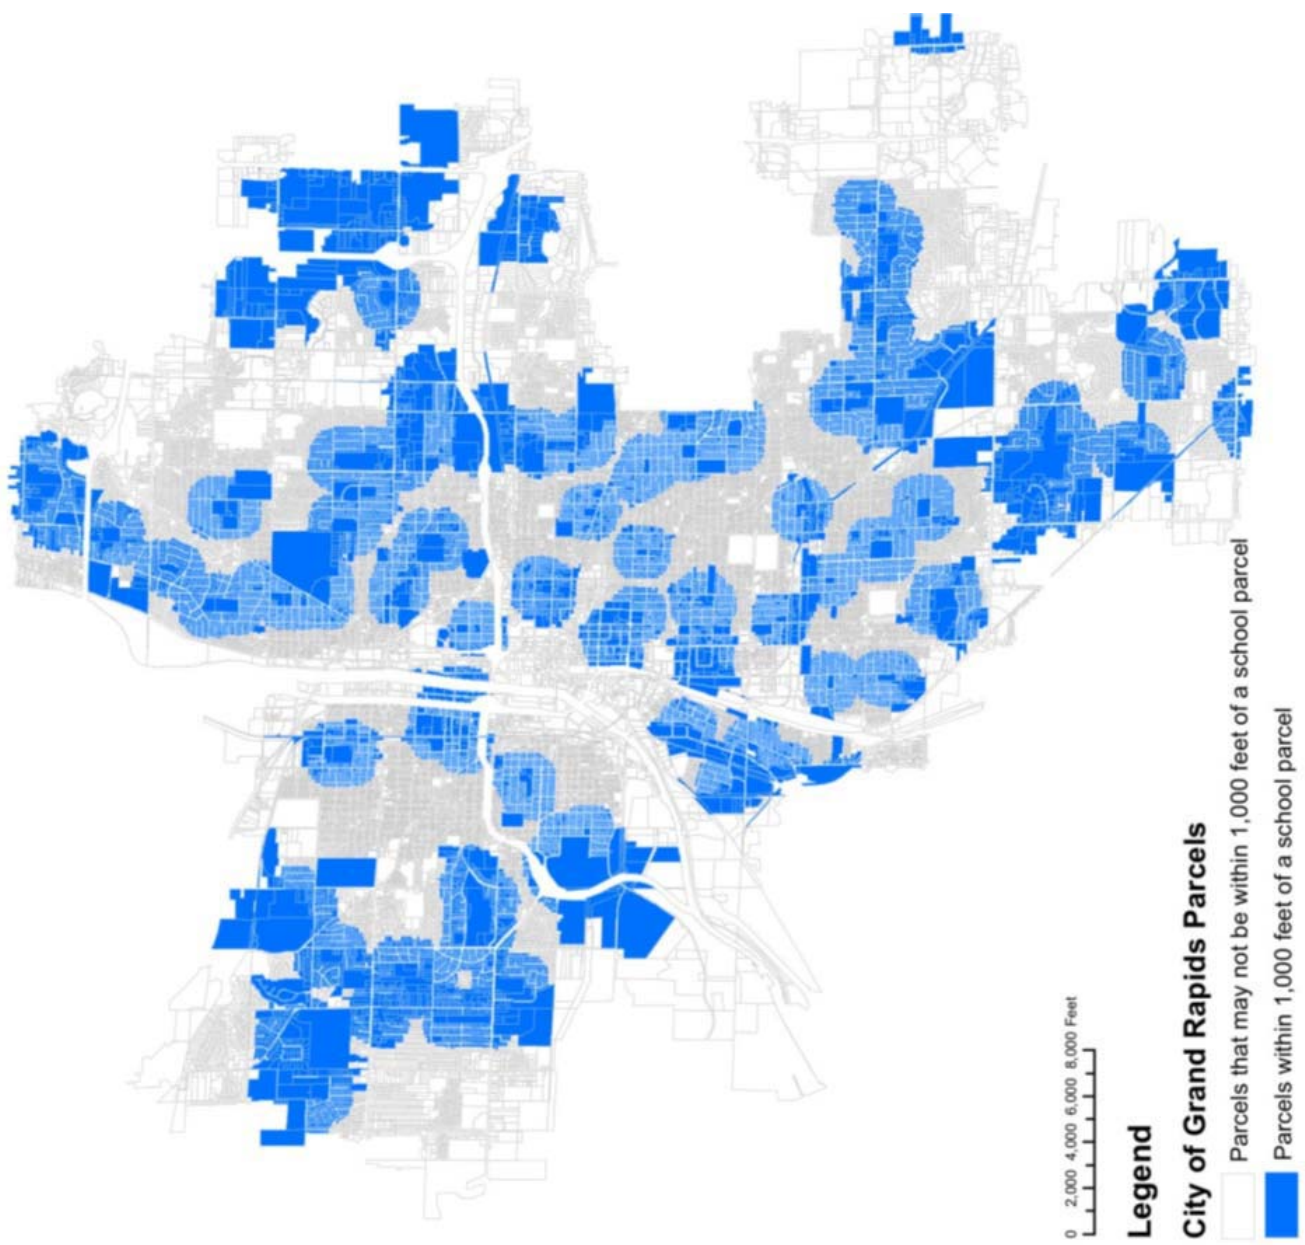 0 2,000 4,000 6,000 8,000 Feet
Legend
City of Grand Rapids Parcels
Parcels that may not be within 1,000 feet of a school parcel
Parcels within 1,000 feet of a school parcel